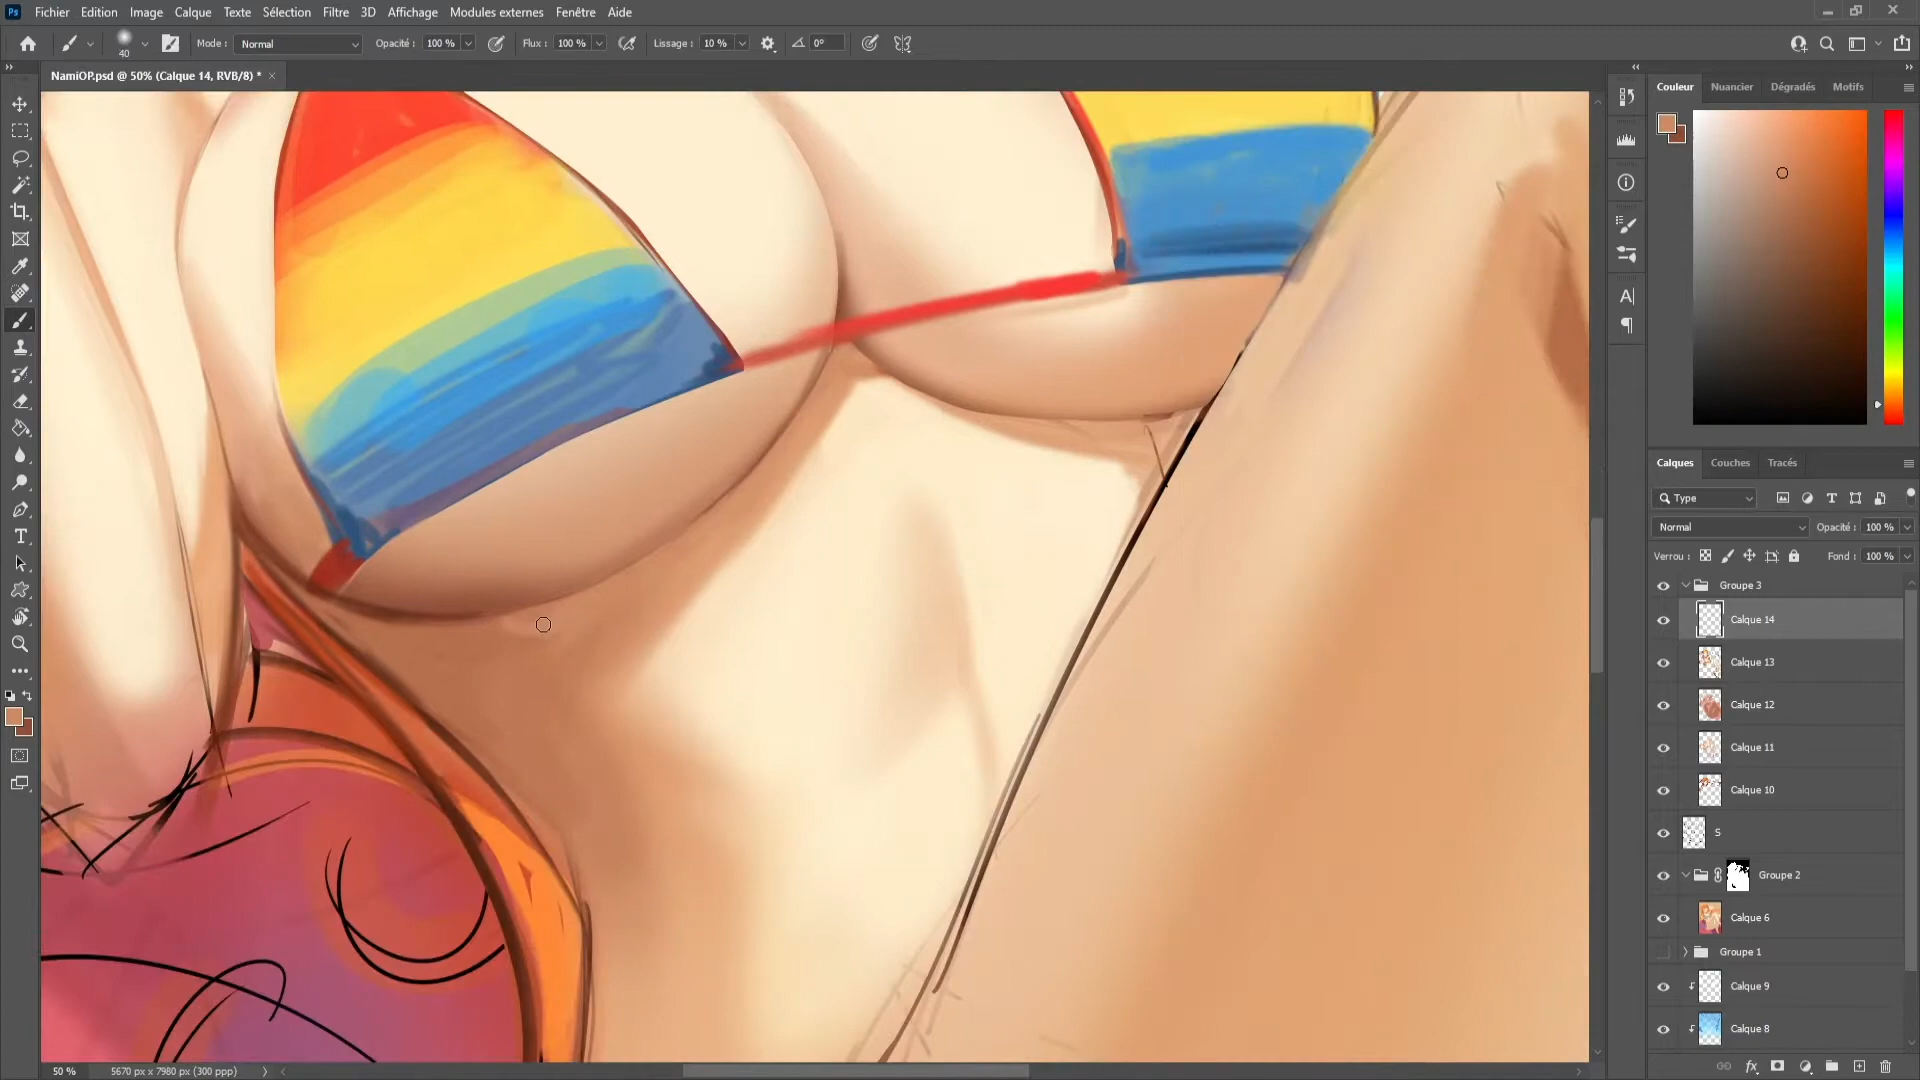 Ps Fichier Edition Image Calque Texte Sélection Filtre 3D Affichage Modules externes Fenêtre Aide
40 Mode : Normal Opacité : 100 % Flux : 100 % Lissage : 10 % 0°
NamiOP.psd @ 50% (Calque 14, RVB/8) * ×
Couleur Nuancier Dégradés Motifs
Calques Couches Tracés
Type
Normal Opacité : 100 %
Verrou : Fond : 100 %
Groupe 3
Calque 14
Calque 13
Calque 12
Calque 11
Calque 10
S
Groupe 2
Calque 6
Groupe 1
Calque 9
Calque 8
50 % 5670 px x 7980 px (300 ppp)